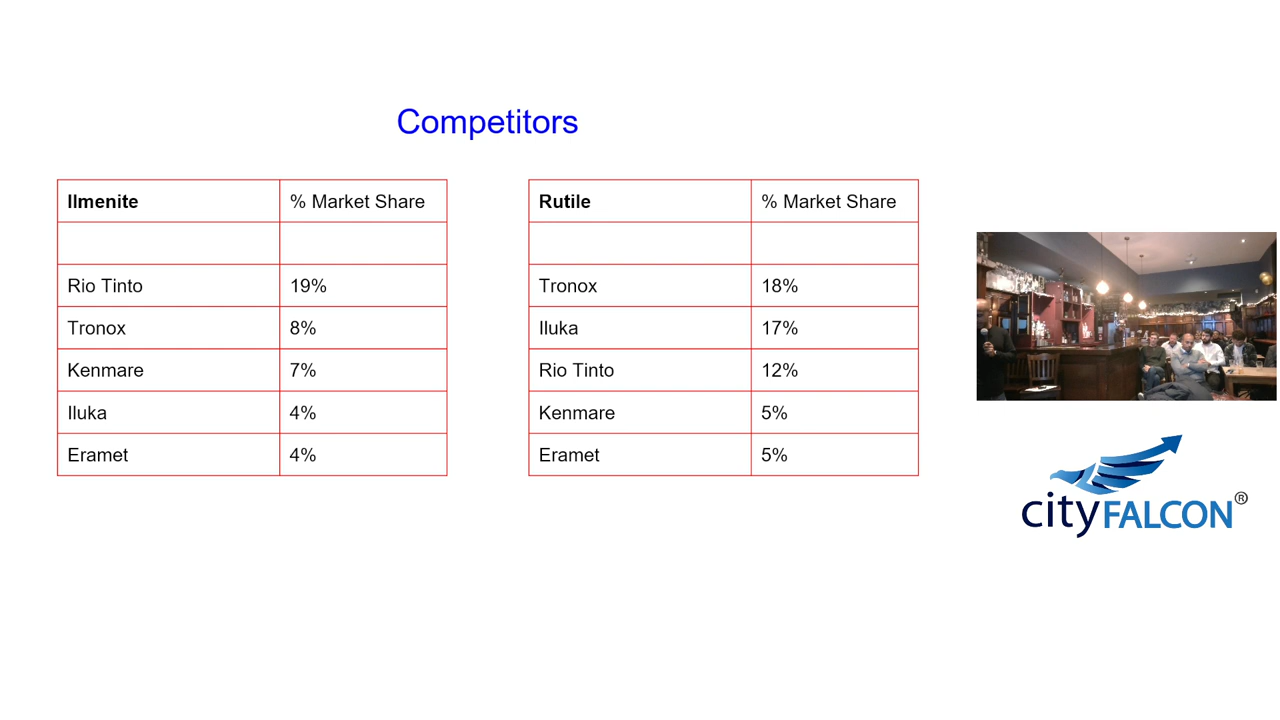 Competitors
Ilmenite % Market Share
Rio Tinto 19%
Tronox 8%
Kenmare 7%
Iluka 4%
Eramet 4%
Rutile % Market Share
Tronox 18%
Iluka 17%
Rio Tinto 12%
Kenmare 5%
Eramet 5%
cityFALCON®